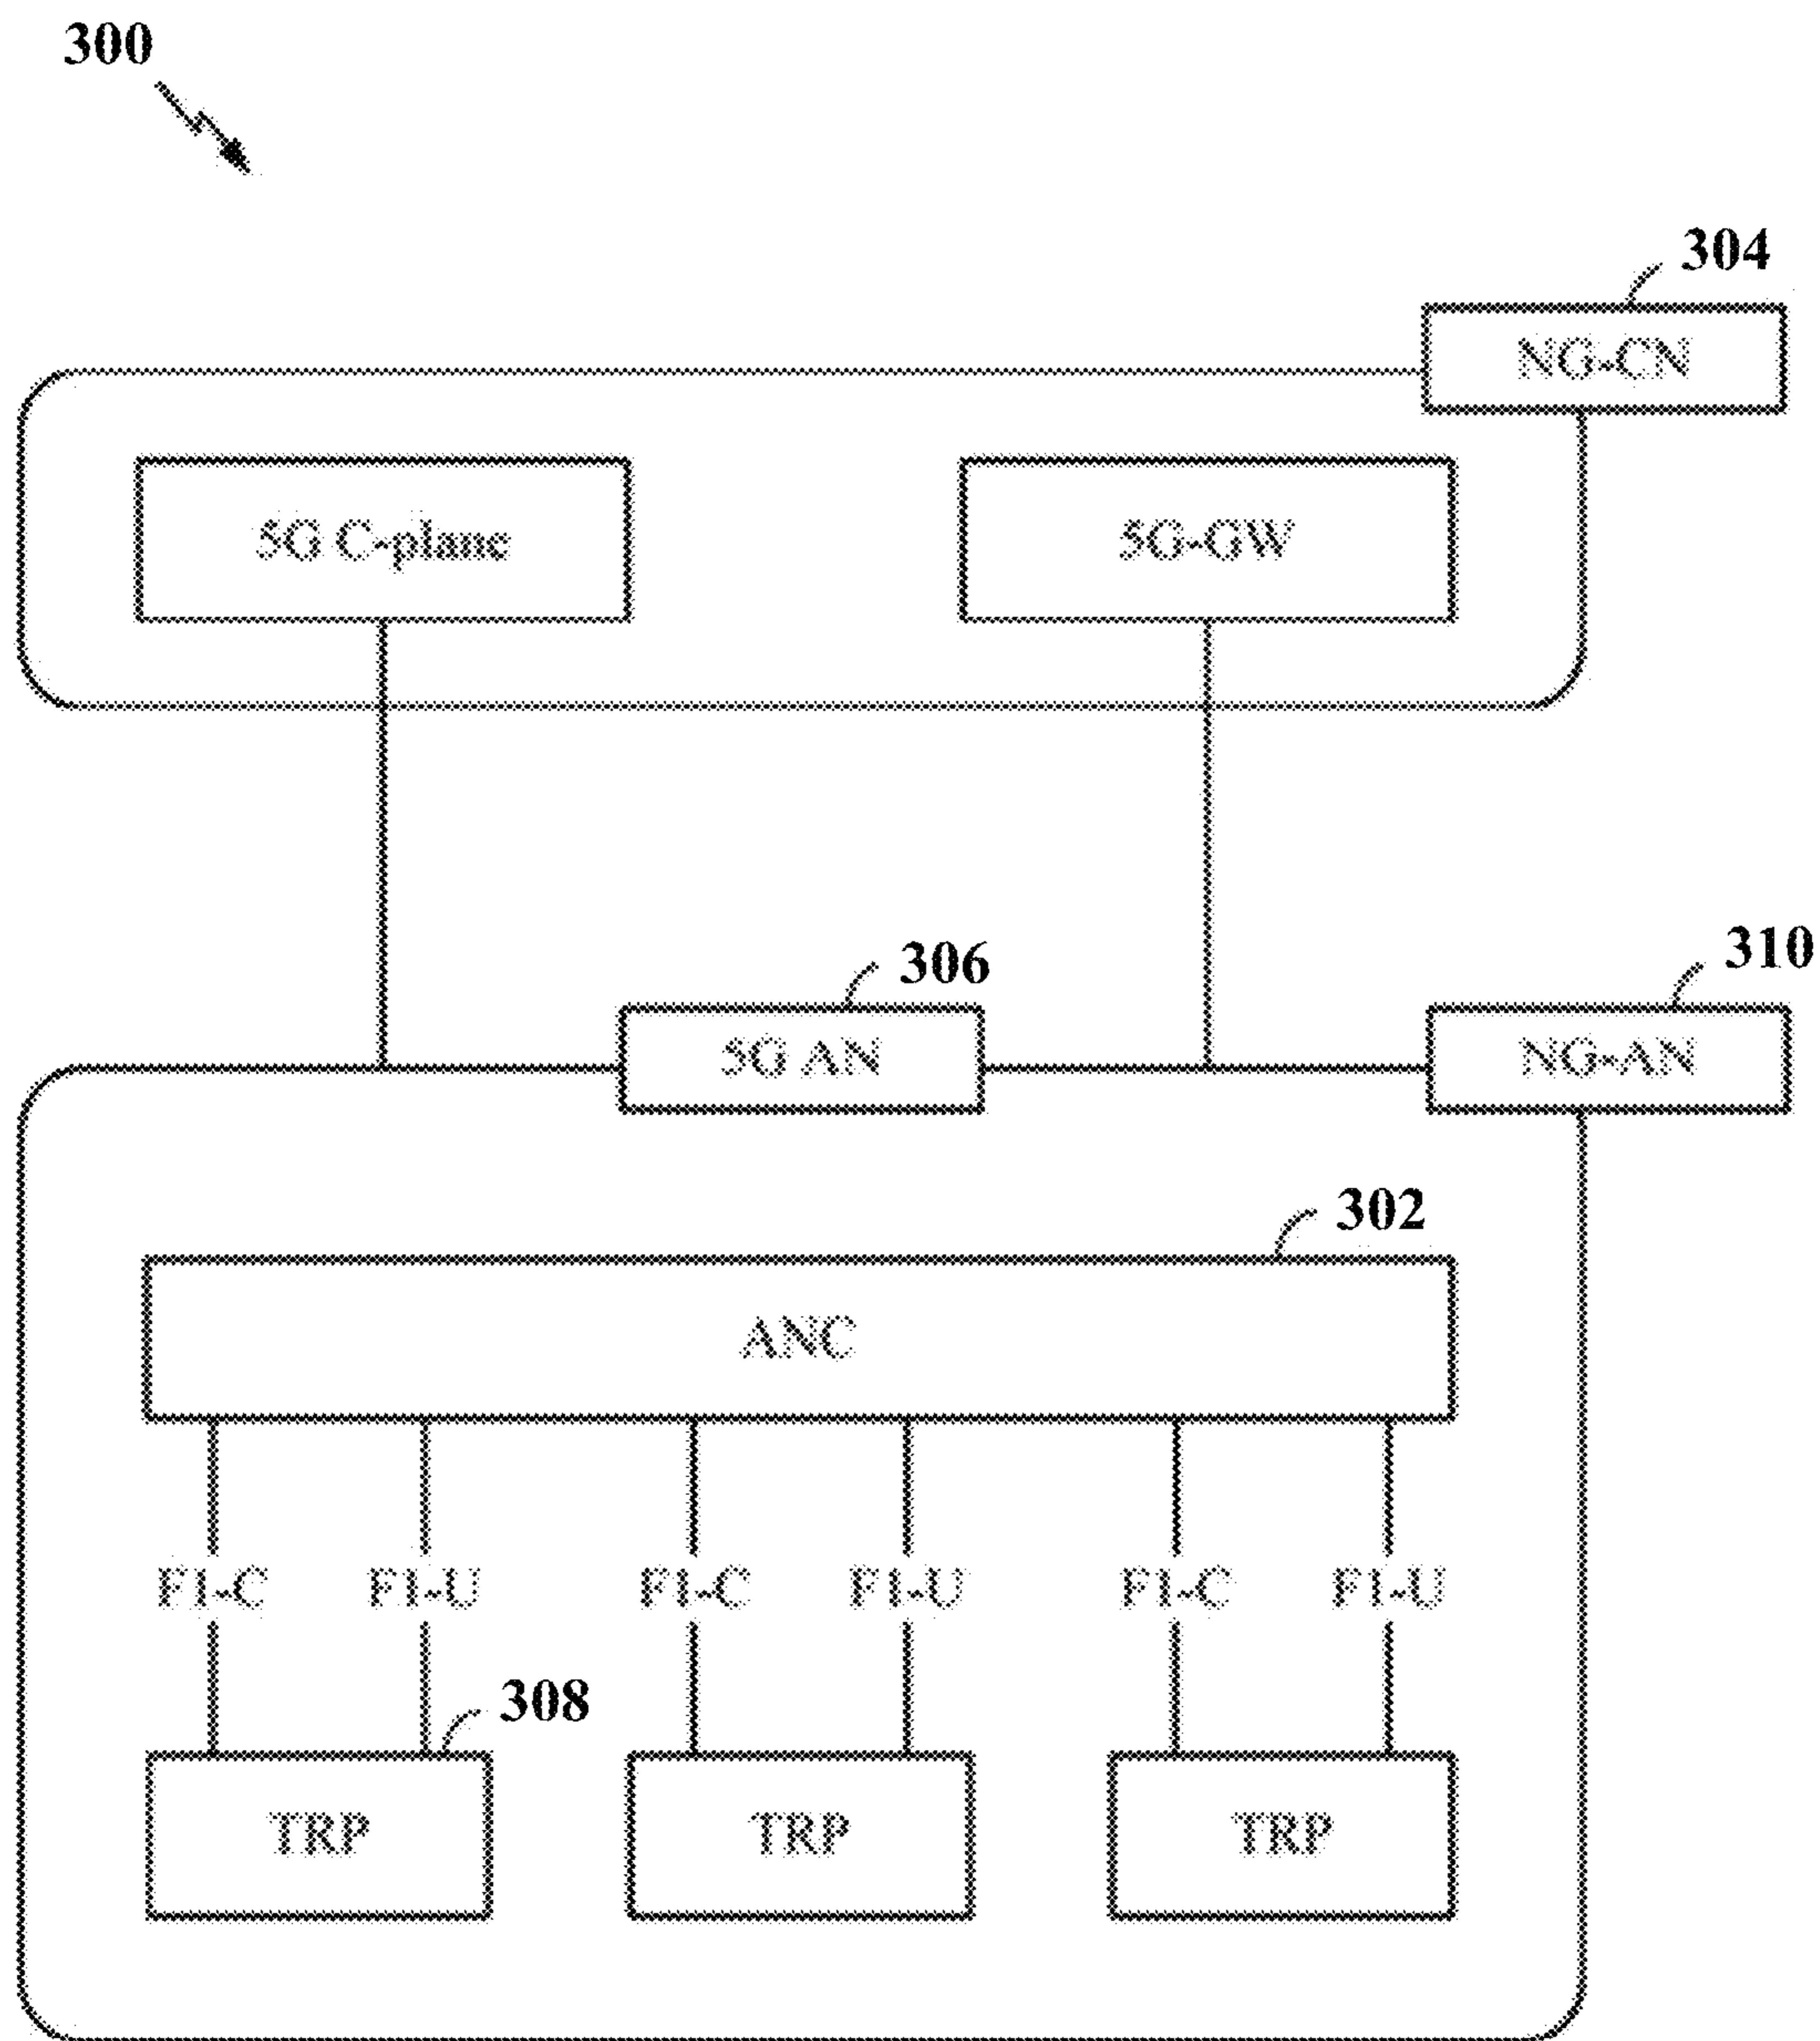 300
304
NG-CN
5G C-plane
5G-GW
306
310
5G AN
NG-AN
302
ANC
F1-C F1-U F1-C F1-U F1-C F1-U
308
TRP TRP TRP